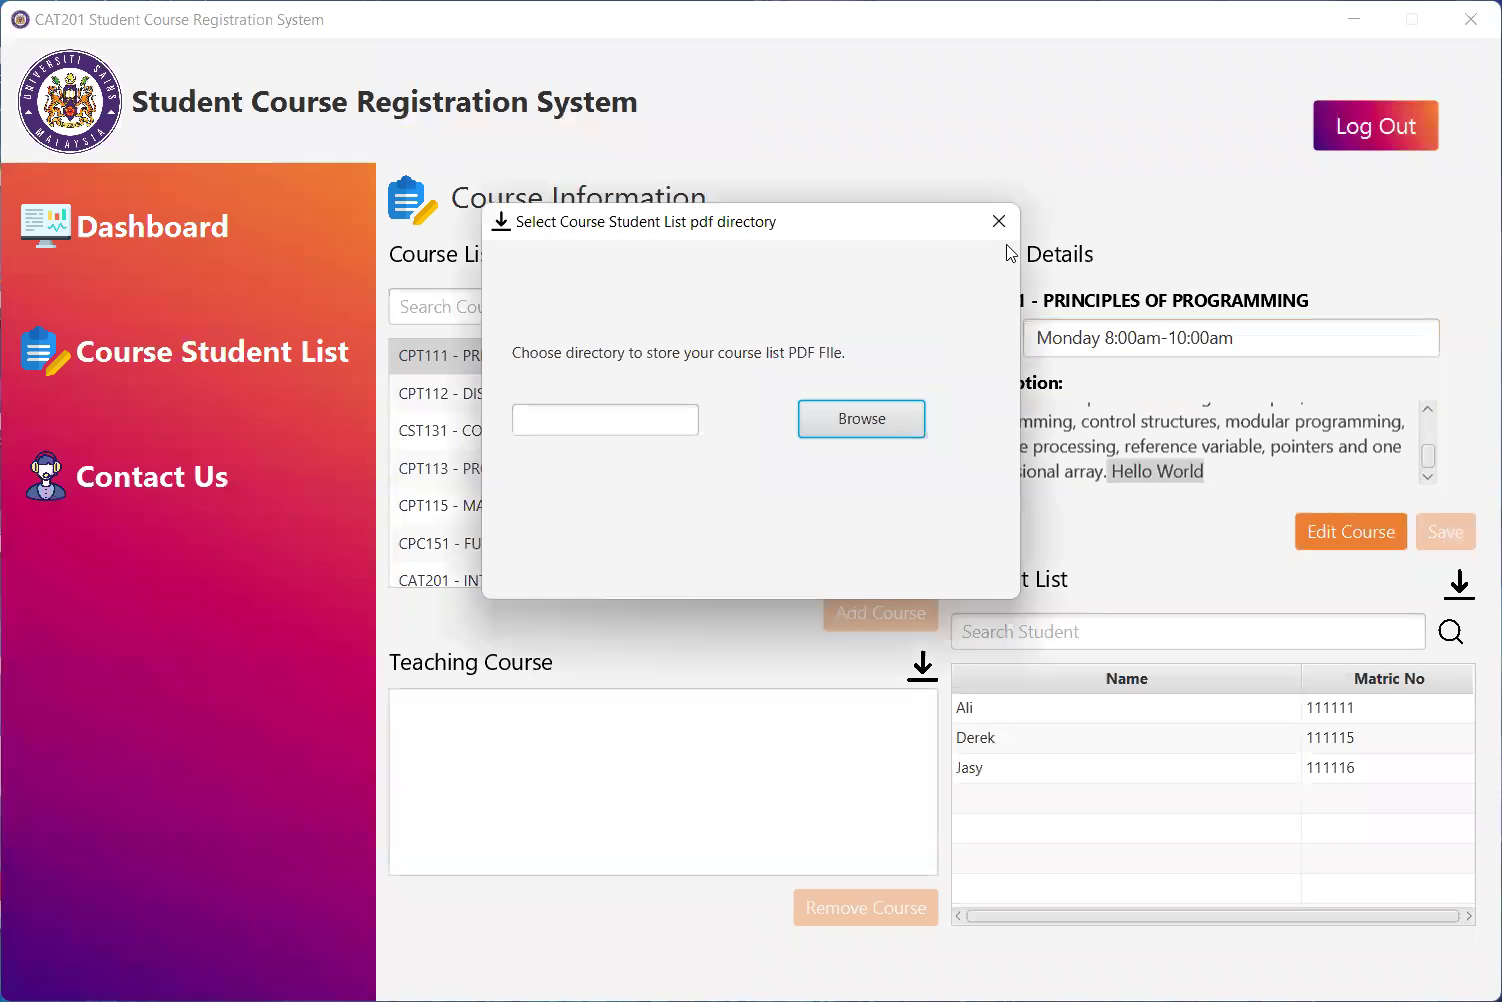 CAT201 Student Course Registration System
UNIVERSITI SAINS
MALAYSIA
Student Course Registration System
Log Out
Dashboard
Course Student List
Contact Us
Course Information
Select Course Student List pdf directory
Choose directory to store your course list PDF FIle.
Browse
Course Li
Search Cou
CPT111 - PR
CPT112 - DIS
CST131 - CO
CPT113 - PR
CPT115 - MA
CPC151 - FU
CAT201 - IN
Add Course
Teaching Course
Remove Course
Details
1 - PRINCIPLES OF PROGRAMMING
Monday 8:00am-10:00am
ption:
mming, control structures, modular programming,
e processing, reference variable, pointers and one
ional array. Hello World
Edit Course
Save
t List
Search Student
Name Matric No
Ali 111111
Derek 111115
Jasy 111116